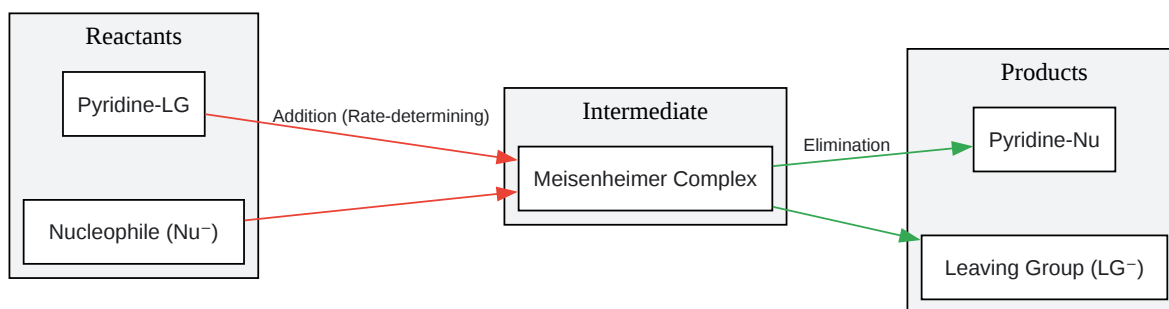 Reactants
Pyridine-LG
Nucleophile (Nu⁻)
Addition (Rate-determining)
Intermediate
Meisenheimer Complex
Elimination
Products
Pyridine-Nu
Leaving Group (LG⁻)